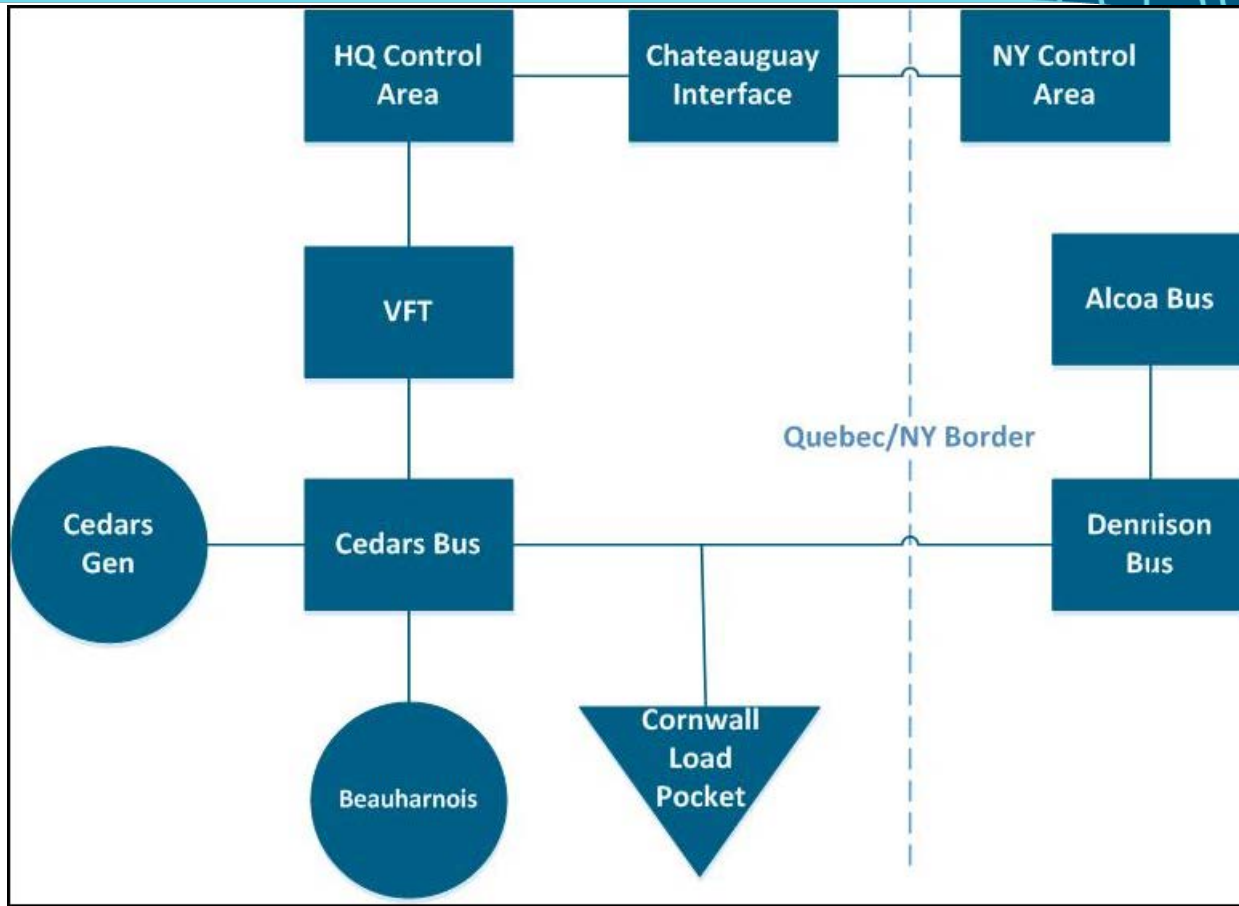 HQ Control
Area
Chateauguay
Interface
NY Control
Area
VFT
Alcoa Bus
Quebec/NY Border
Cedars
Gen
Cedars Bus
Dennison
Bus
Beauharnois
Cornwall
Load
Pocket